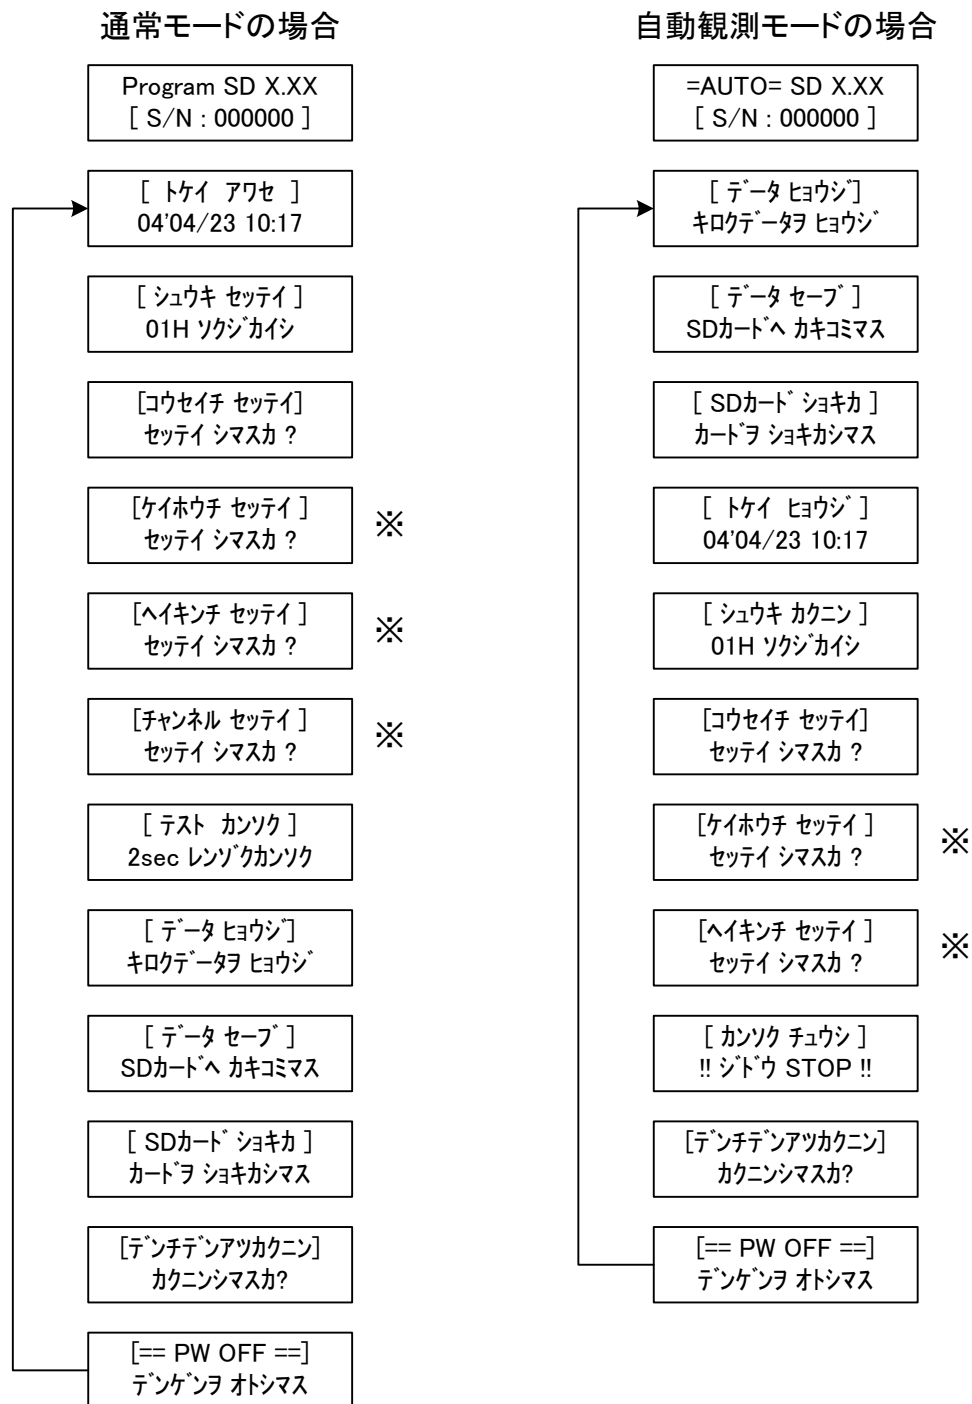 通常モードの場合
Program SD X.XX
[ S/N : 000000 ]
[ ﾄｹｲ ｱﾜｾ ]
04'04/23 10:17
[ ｼｭｳｷ ｾｯﾃｲ ]
01H ｿｸｼﾞｶｲｼ
[ｺｳｾｲﾁ ｾｯﾃｲ]
ｾｯﾃｲ ｼﾏｽｶ ?
[ｹｲﾎｳﾁ ｾｯﾃｲ ]
ｾｯﾃｲ ｼﾏｽｶ ?
※
[ﾍｲｷﾝﾁ ｾｯﾃｲ ]
ｾｯﾃｲ ｼﾏｽｶ ?
※
[ﾁｬﾝﾈﾙ ｾｯﾃｲ ]
ｾｯﾃｲ ｼﾏｽｶ ?
※
[ ﾃｽﾄ ｶﾝｿｸ ]
2sec ﾚﾝｿﾞｸｶﾝｿｸ
[ ﾃﾞｰﾀ ﾋｮｳｼﾞ]
ｷﾛｸﾃﾞｰﾀｦ ﾋｮｳｼﾞ
[ ﾃﾞｰﾀ ｾｰﾌﾞ ]
SDｶｰﾄﾞﾍ ｶｷｺﾐﾏｽ
[ SDｶｰﾄﾞ ｼｮｷｶ ]
ｶｰﾄﾞｦ ｼｮｷｶｼﾏｽ
[ﾃﾞﾝﾁﾃﾞﾝｱﾂｶｸﾆﾝ]
ｶｸﾆﾝｼﾏｽｶ?
[== PW OFF ==]
ﾃﾞﾝｹﾞﾝｦ ｵﾄｼﾏｽ
自動観測モードの場合
=AUTO= SD X.XX
[ S/N : 000000 ]
[ ﾃﾞｰﾀ ﾋｮｳｼﾞ]
ｷﾛｸﾃﾞｰﾀｦ ﾋｮｳｼﾞ
[ ﾃﾞｰﾀ ｾｰﾌﾞ ]
SDｶｰﾄﾞﾍ ｶｷｺﾐﾏｽ
[ SDｶｰﾄﾞ ｼｮｷｶ ]
ｶｰﾄﾞｦ ｼｮｷｶｼﾏｽ
[ ﾄｹｲ ﾋｮｳｼﾞ ]
04'04/23 10:17
[ ｼｭｳｷ ｶｸﾆﾝ ]
01H ｿｸｼﾞｶｲｼ
[ｺｳｾｲﾁ ｾｯﾃｲ]
ｾｯﾃｲ ｼﾏｽｶ ?
[ｹｲﾎｳﾁ ｾｯﾃｲ ]
ｾｯﾃｲ ｼﾏｽｶ ?
※
[ﾍｲｷﾝﾁ ｾｯﾃｲ ]
ｾｯﾃｲ ｼﾏｽｶ ?
※
[ ｶﾝｿｸ ﾁｭｳｼ ]
!! ｼﾞﾄﾞｳ STOP !!
[ﾃﾞﾝﾁﾃﾞﾝｱﾂｶｸﾆﾝ]
ｶｸﾆﾝｼﾏｽｶ?
[== PW OFF ==]
ﾃﾞﾝｹﾞﾝｦ ｵﾄｼﾏｽ